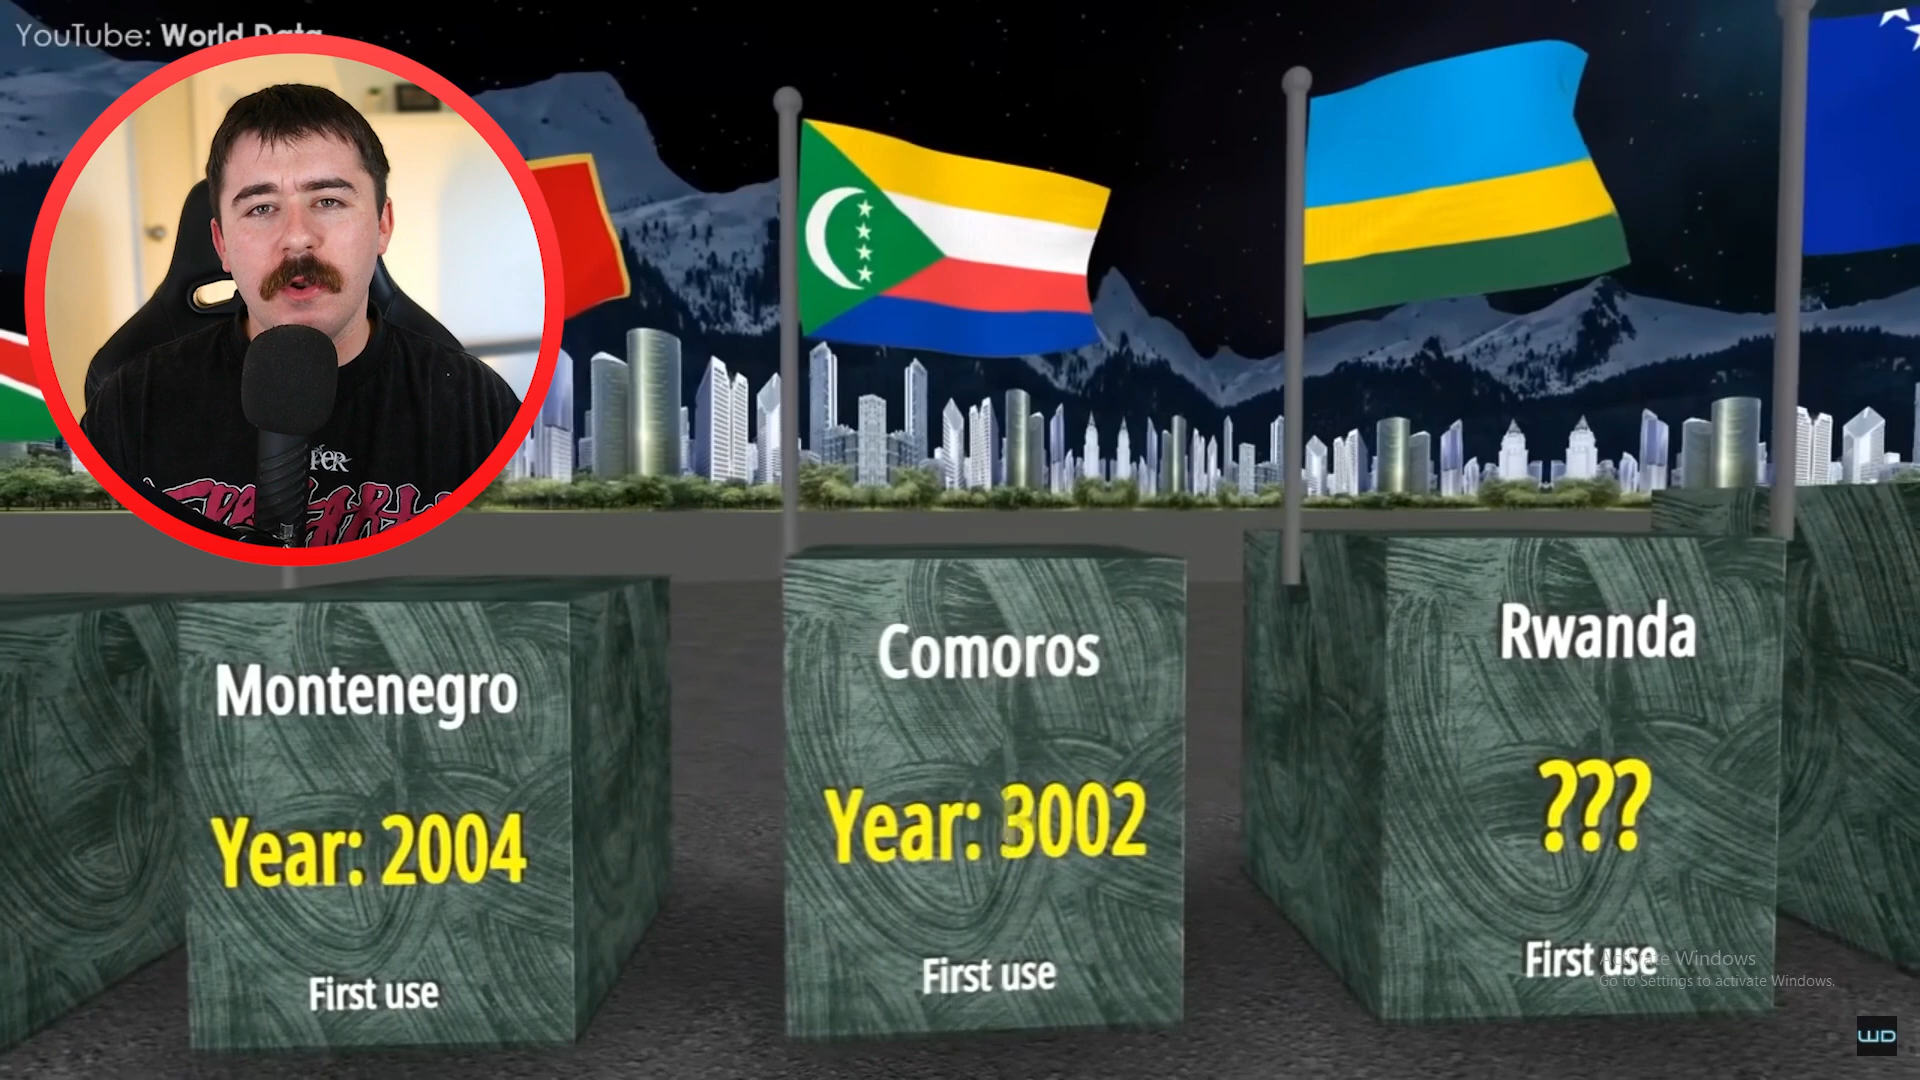 YouTube: World Data
Montenegro
Year: 2004
First use
Comoros
Year: 3002
First use
Rwanda
???
First use
Activate Windows
Go to Settings to activate Windows.
WD